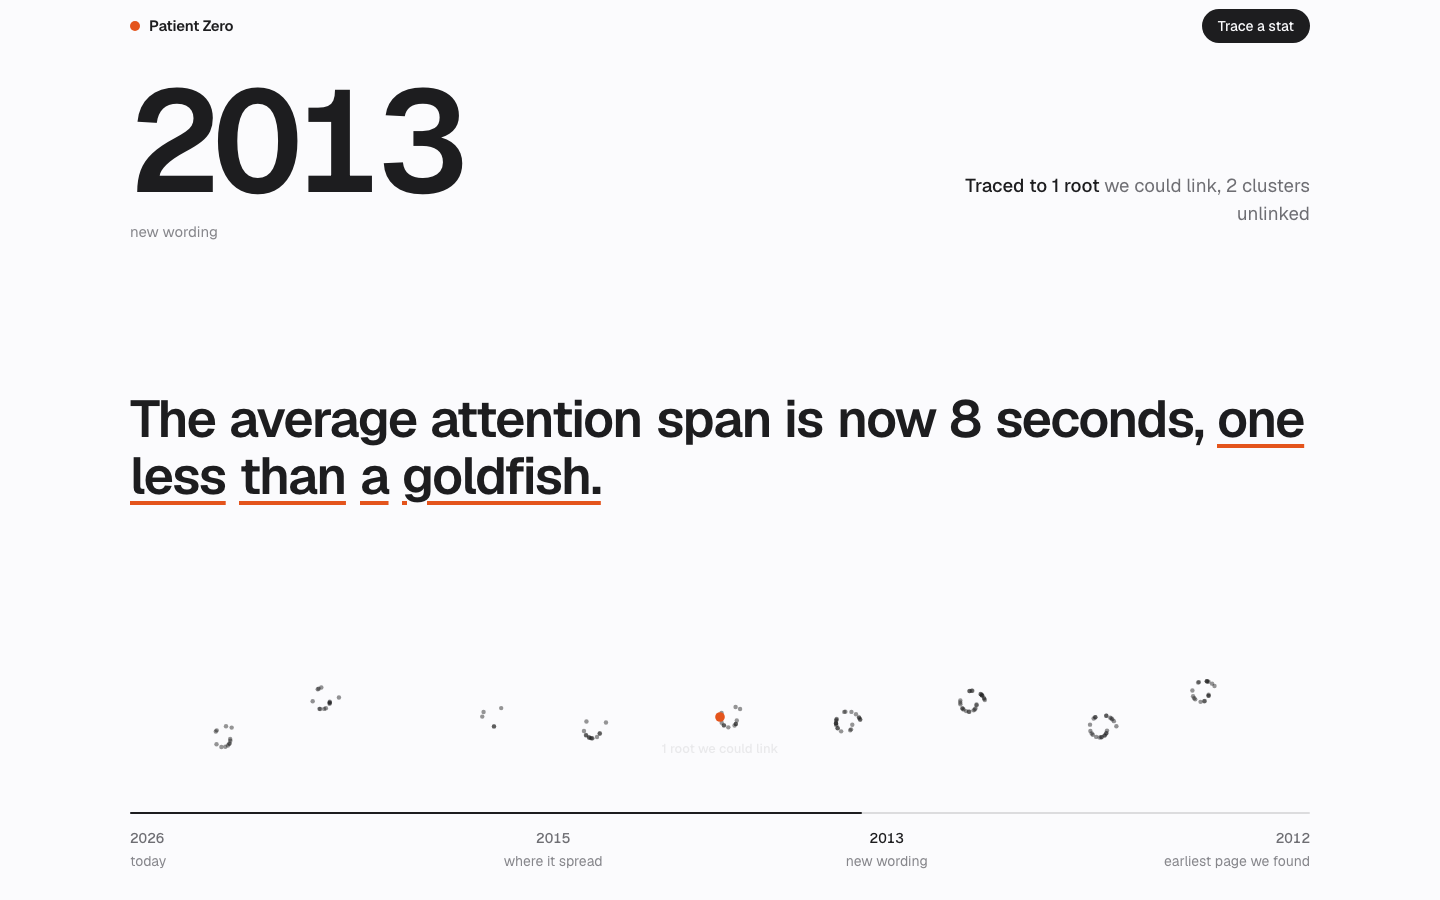 Patient Zero
Trace a stat
2013
new wording
Traced to 1 root we could link, 2 clusters
unlinked
The average attention span is now 8 seconds, one
less than a goldfish.
1 root we could link
2026
today
2015
where it spread
2013
new wording
2012
earliest page we found